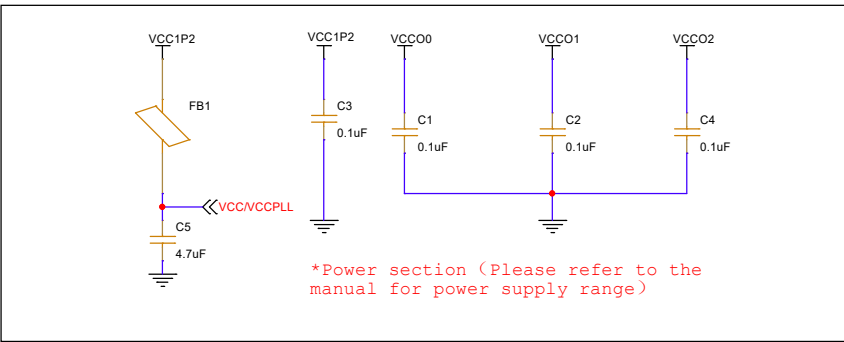 VCC1P2
VCC1P2
VCCO0
VCCO1
VCCO2
FB1
C3
0.1uF
C1
0.1uF
C2
0.1uF
C4
0.1uF
VCC/VCCPLL
C5
4.7uF
*Power section（Please refer to the
manual for power supply range）